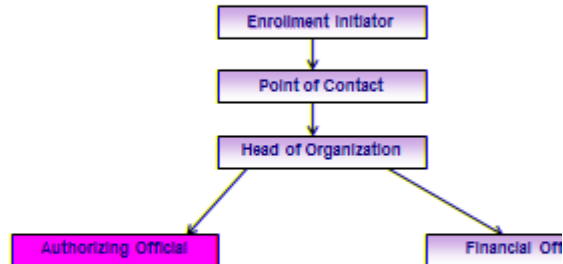 Enrollment Initiator
Point of Contact
Head of Organization
Authorizing Official
Financial Off